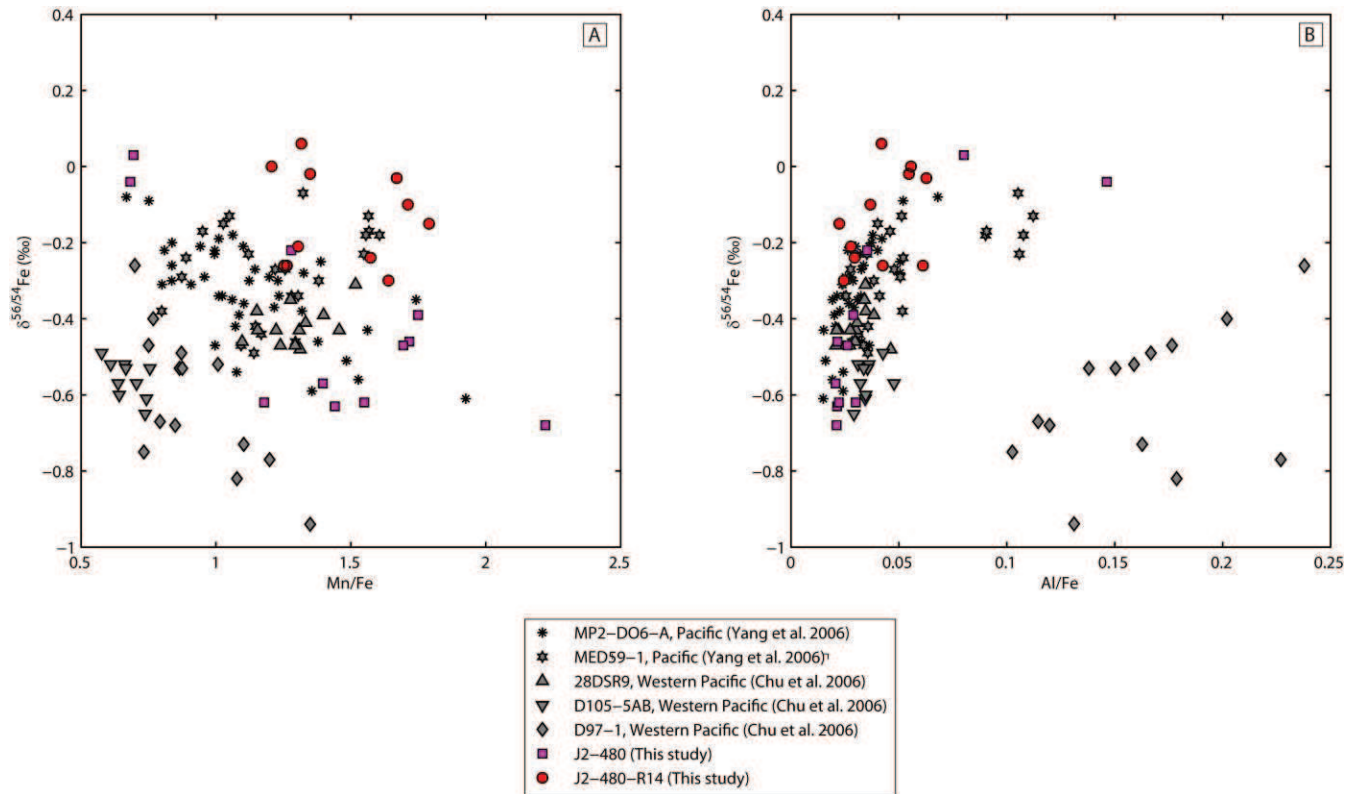 A
0.4
0.2
0
−0.2
−0.4
−0.6
−0.8
−1
δ56/54Fe (‰)
0.5
1
1.5
2
2.5
Mn/Fe
B
0.4
0.2
0
−0.2
−0.4
−0.6
−0.8
−1
δ56/54Fe (‰)
0
0.05
0.1
0.15
0.2
0.25
Al/Fe
MP2−DO6−A, Pacific (Yang et al. 2006)
MED59−1, Pacific (Yang et al. 2006)
28DSR9, Western Pacific (Chu et al. 2006)
D105−5AB, Western Pacific (Chu et al. 2006)
D97−1, Western Pacific (Chu et al. 2006)
J2−480 (This study)
J2−480−R14 (This study)